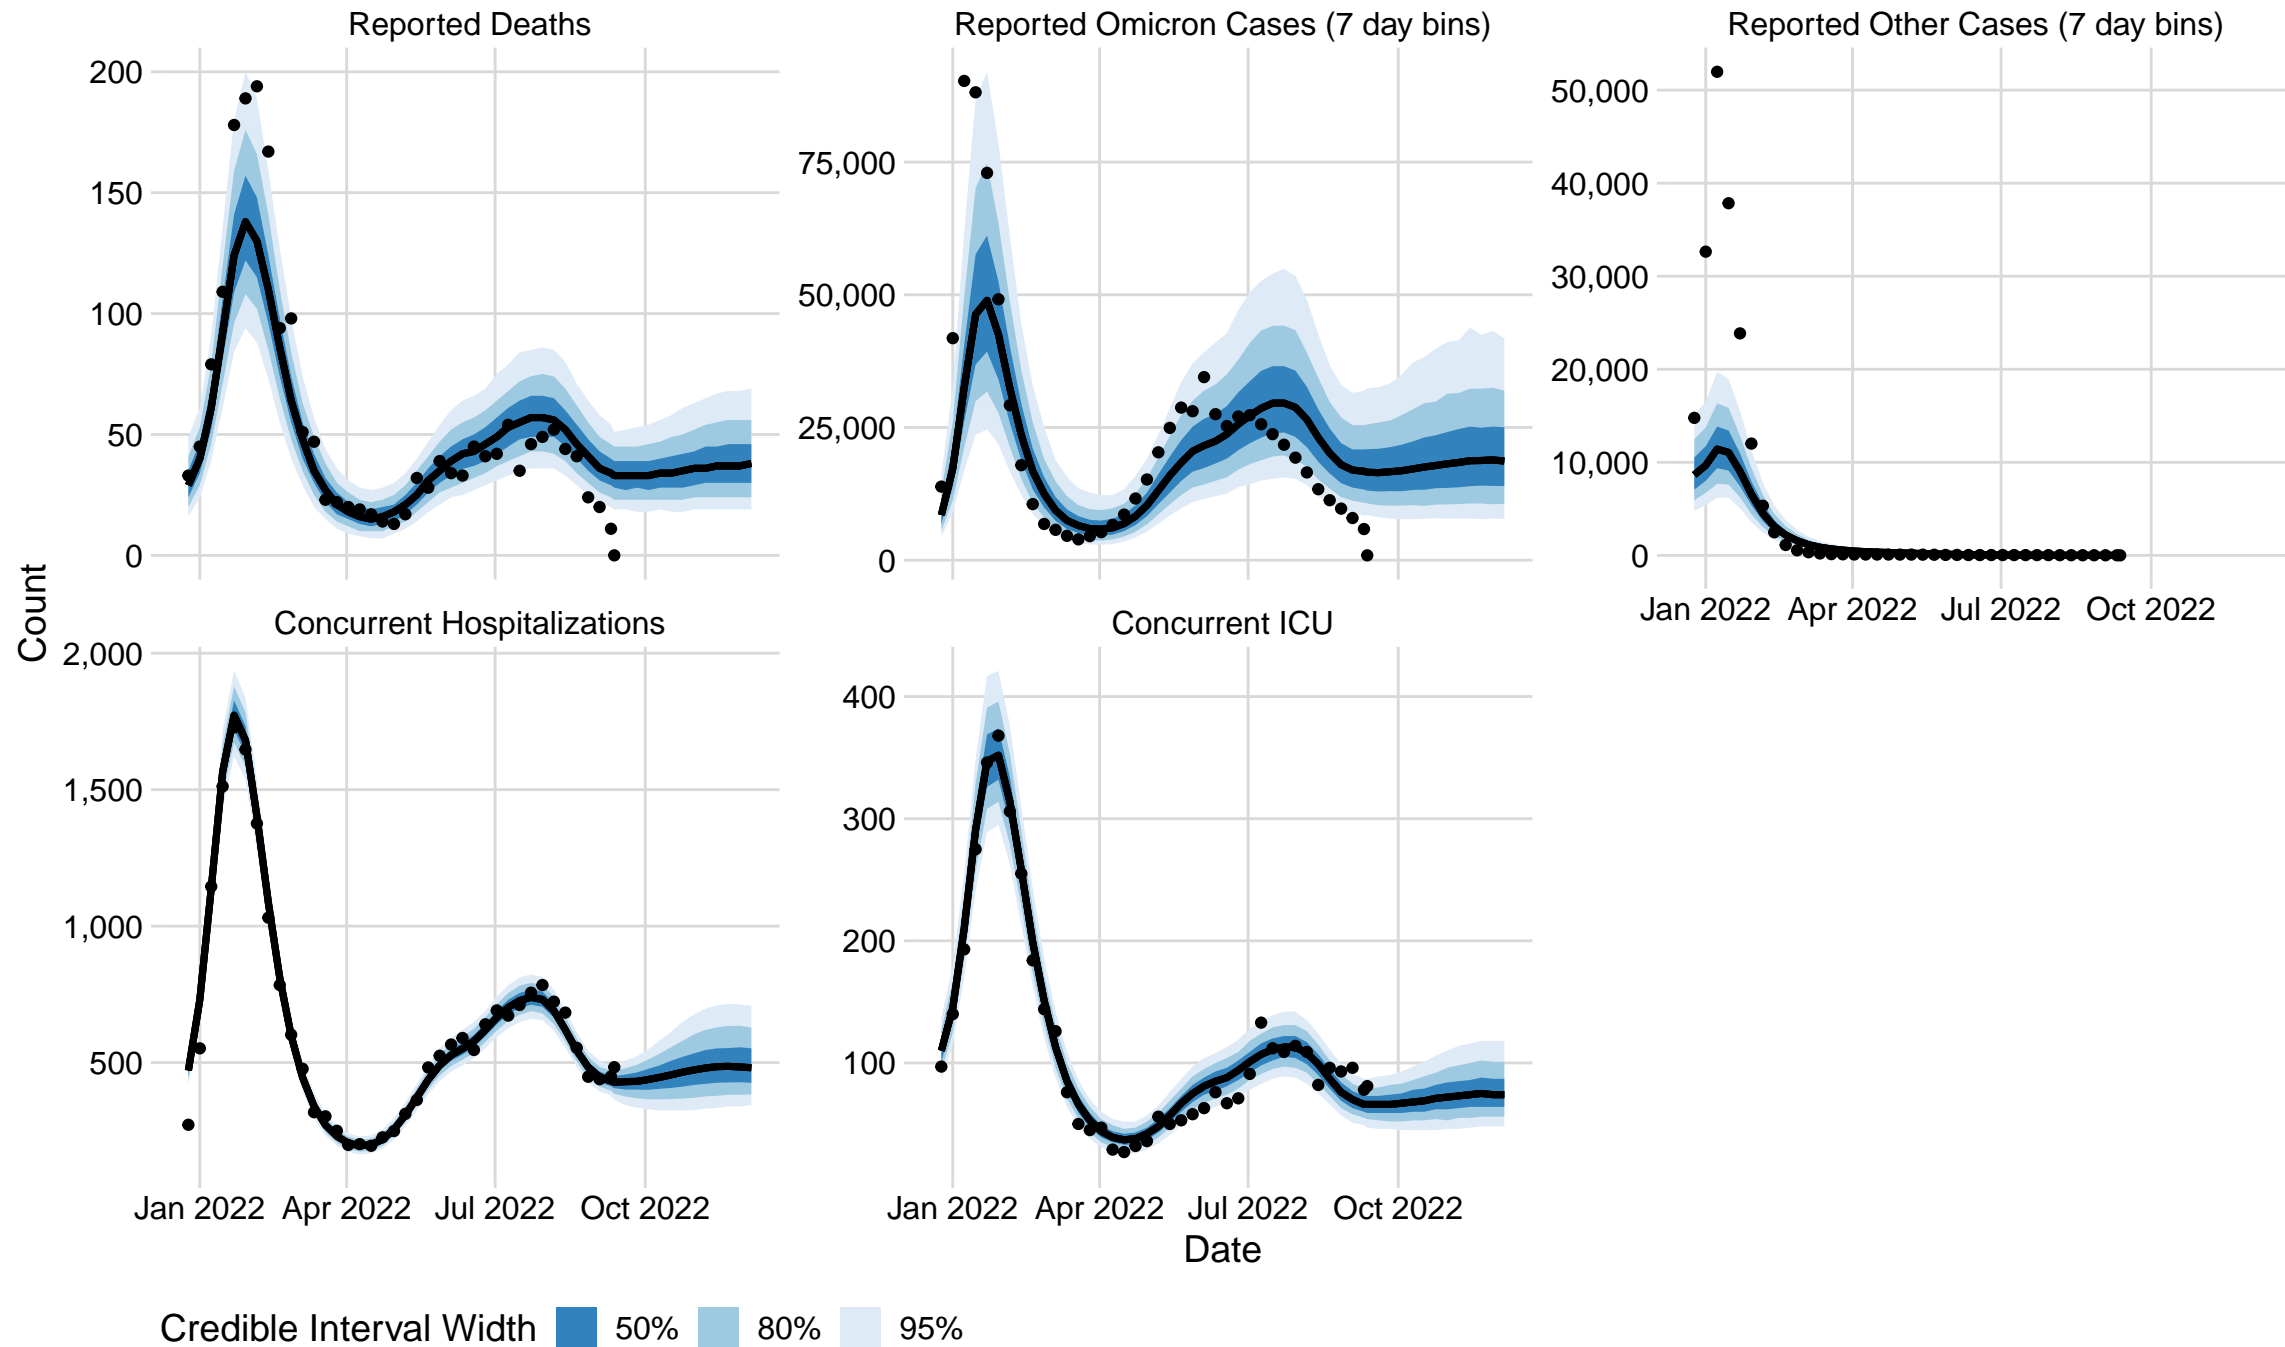 Reported Deaths
Reported Omicron Cases (7 day bins)
Reported Other Cases (7 day bins)
200
150
100
50
0
75,000
50,000
25,000
0
50,000
40,000
30,000
20,000
10,000
0
Jan 2022 Apr 2022 Jul 2022 Oct 2022
Count
Concurrent Hospitalizations
Concurrent ICU
2,000
1,500
1,000
500
400
300
200
100
Jan 2022 Apr 2022 Jul 2022 Oct 2022
Jan 2022 Apr 2022 Jul 2022 Oct 2022
Date
Credible Interval Width 50% 80% 95%